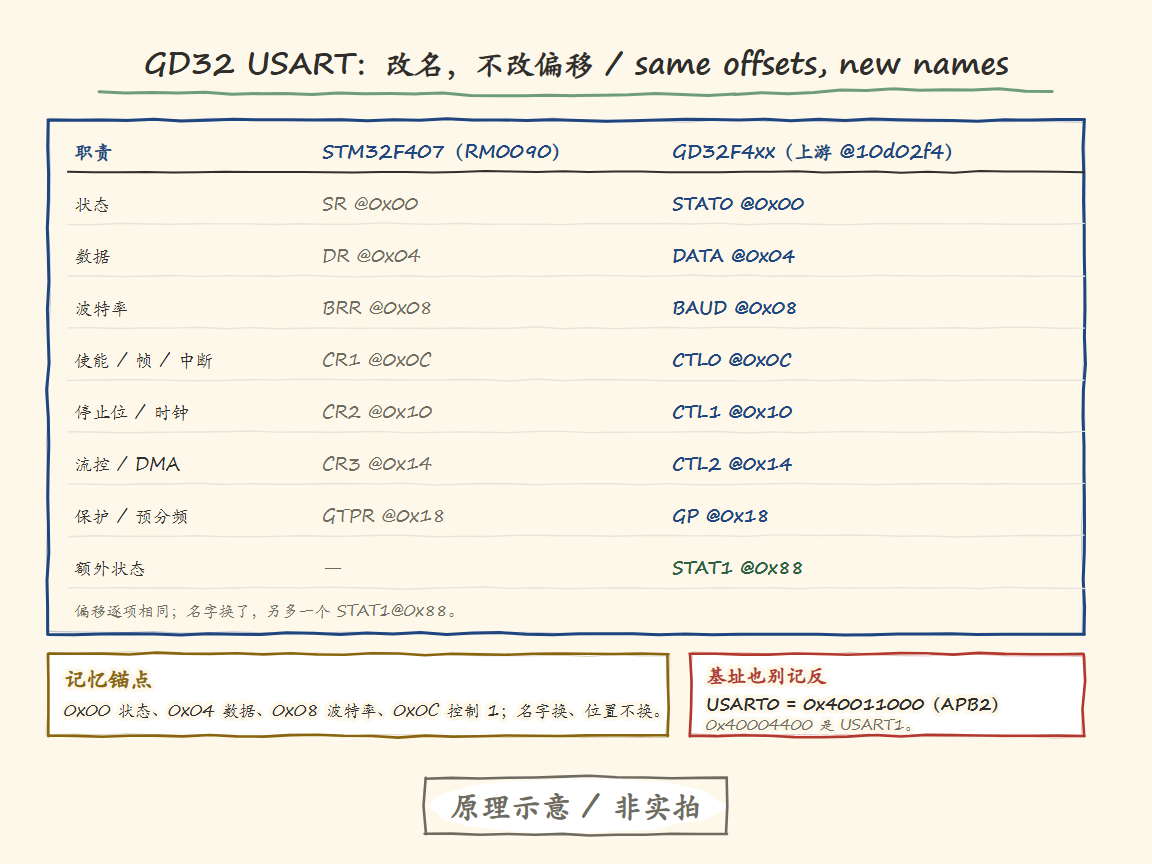 GD32 USART：改名，不改偏移 / same offsets, new names
职责 STM32F407（RM0090） GD32F4xx（上游 @10d02f4）
状态 SR @0x00 STAT0 @0x00
数据 DR @0x04 DATA @0x04
波特率 BRR @0x08 BAUD @0x08
使能 / 帧 / 中断 CR1 @0x0C CTL0 @0x0C
停止位 / 时钟 CR2 @0x10 CTL1 @0x10
流控 / DMA CR3 @0x14 CTL2 @0x14
保护 / 预分频 GTPR @0x18 GP @0x18
额外状态 — STAT1 @0x88
偏移逐项相同；名字换了，另多一个 STAT1@0x88。
记忆锚点
0x00 状态、0x04 数据、0x08 波特率、0x0C 控制 1；名字换、位置不换。
基址也别记反
USART0 = 0x40011000（APB2）
0x40004400 是 USART1。
原理示意 / 非实拍